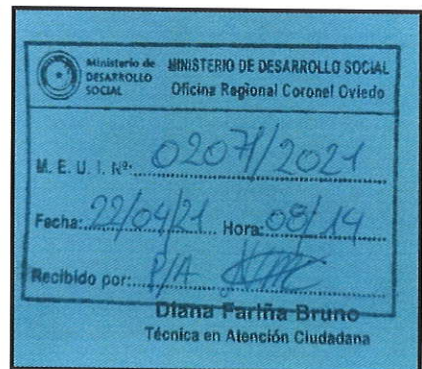 Ministerio de
DESARROLLO
SOCIAL
MINISTERIO DE DESARROLLO SOCIAL
Oficina Regional Coronel Oviedo
M. E. U. I. Nº: 0207/2021
Fecha: 22/04/21 Hora: 08/14
Recibido por: P/A
Diana Fariña Bruno
Técnica en Atención Ciudadana